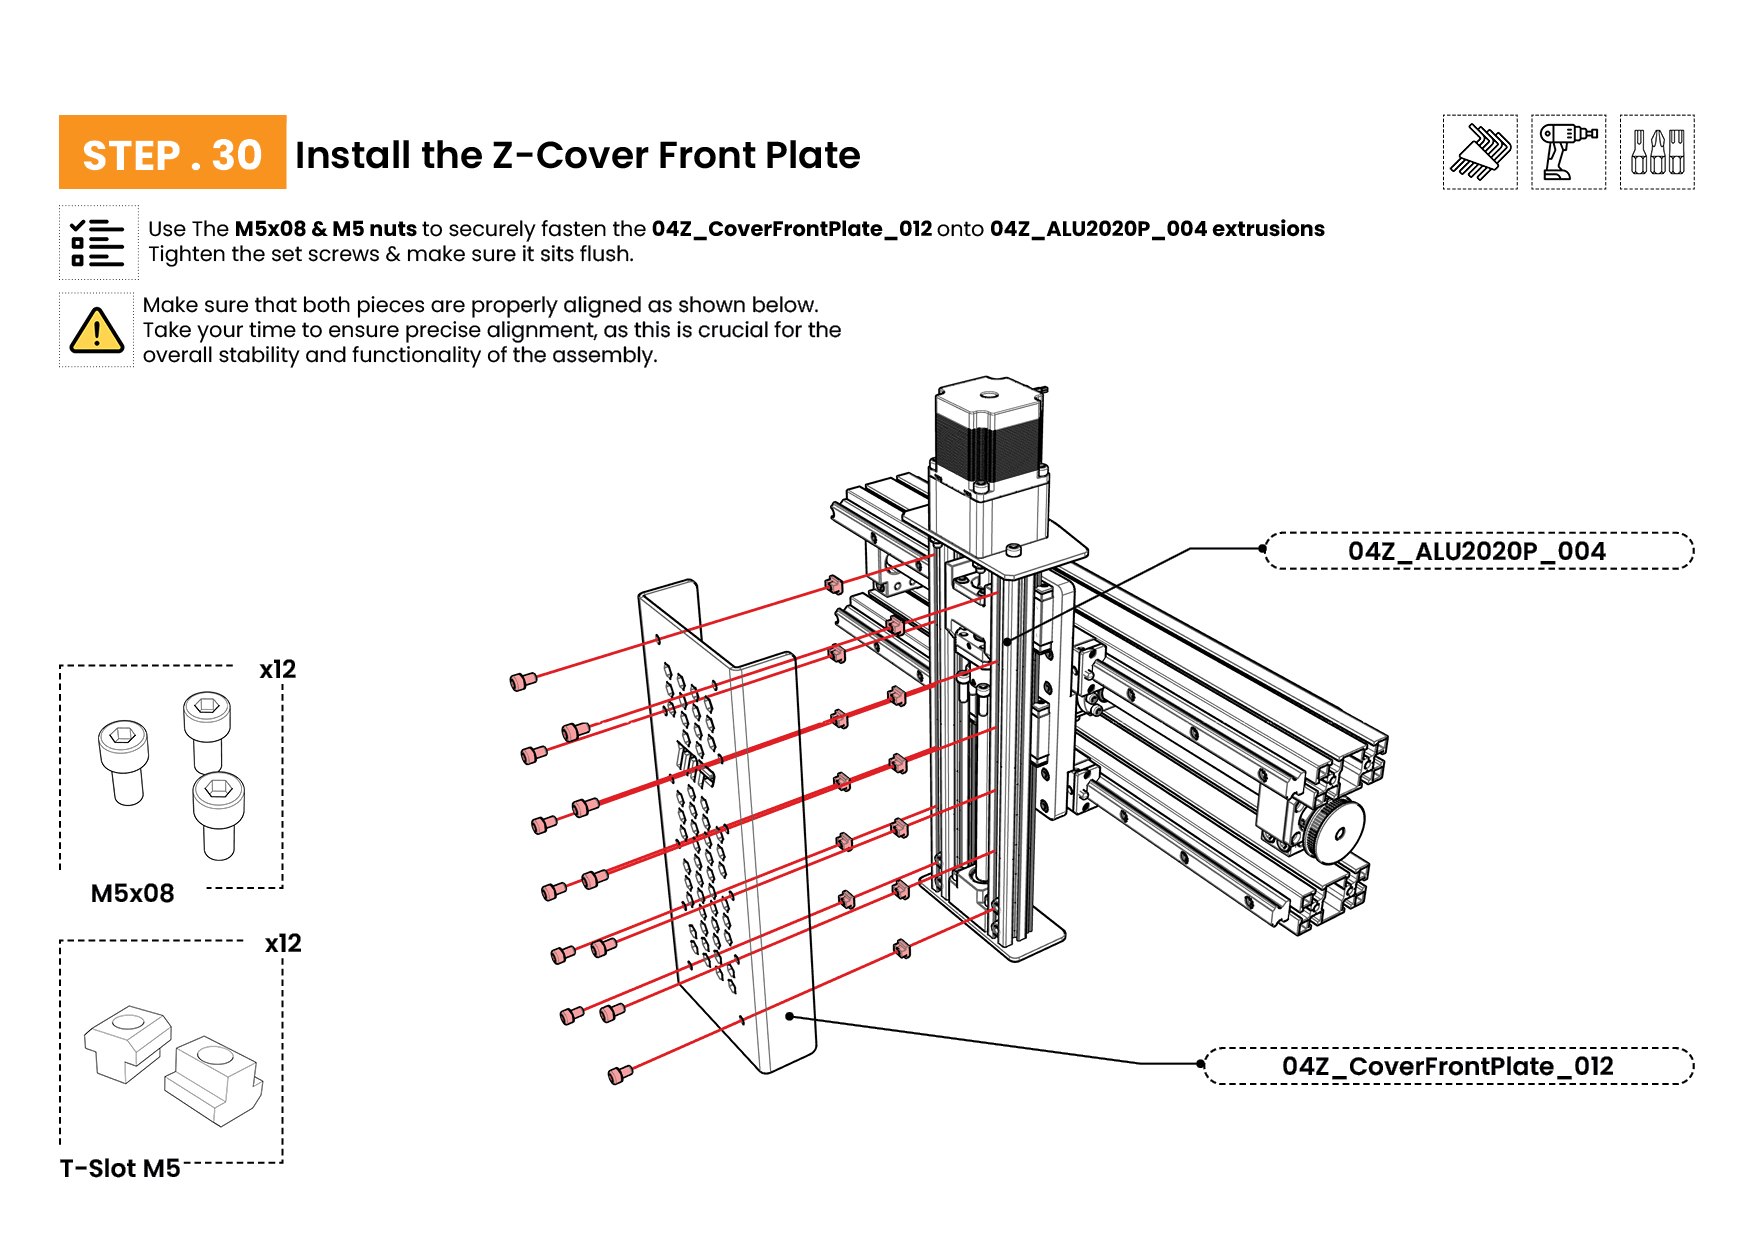 STEP . 30 Install the Z-Cover Front Plate
Use The M5x08 & M5 nuts to securely fasten the 04Z_CoverFrontPlate_012 onto 04Z_ALU2020P_004 extrusions
Tighten the set screws & make sure it sits flush.
Make sure that both pieces are properly aligned as shown below.
Take your time to ensure precise alignment, as this is crucial for the
overall stability and functionality of the assembly.
04Z_ALU2020P_004
x12
M5x08
x12
T-Slot M5
04Z_CoverFrontPlate_012